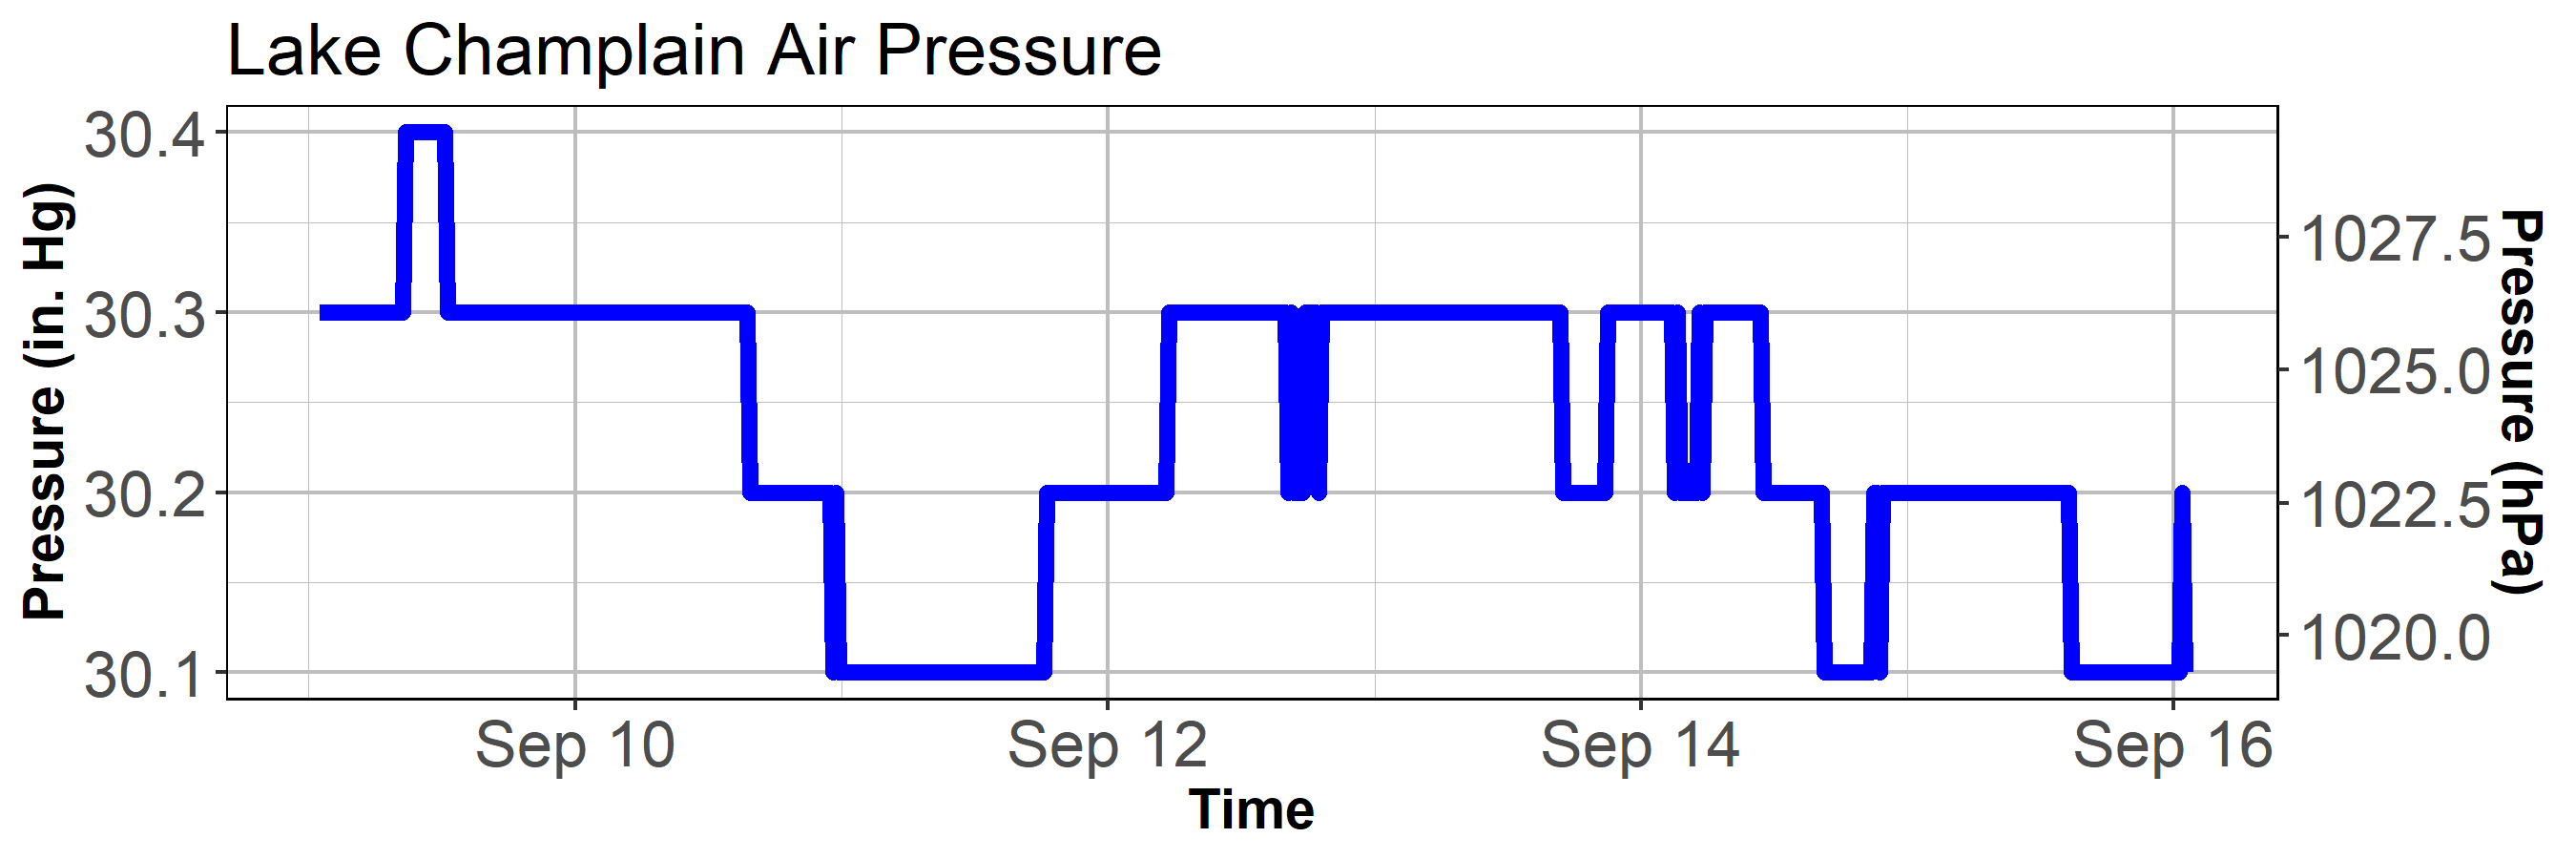 Lake Champlain Air Pressure
Pressure (in. Hg)
30.4
30.3
30.2
30.1
1027.5
1025.0
1022.5
1020.0
Pressure (hPa)
Sep 10
Sep 12
Sep 14
Sep 16
Time